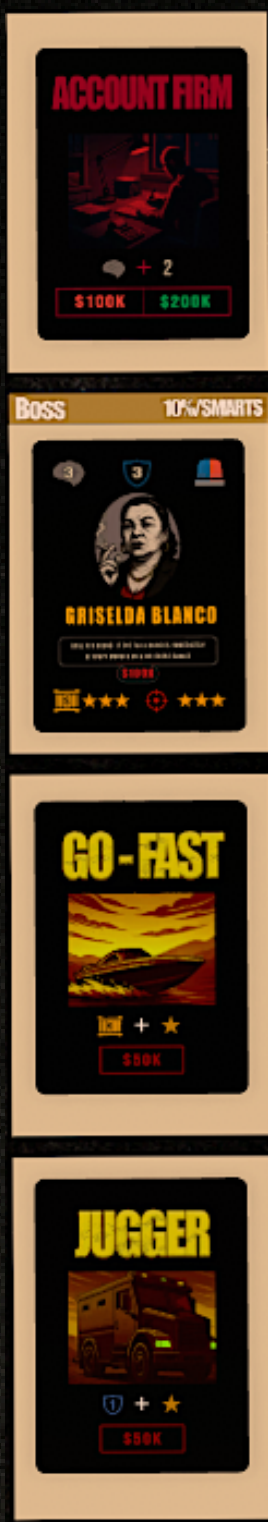 ACCOUNT FIRM
+ 2
$100K $200K
BOSS 10%/SMARTS
3 3
GRISELDA BLANCO
$100K
GO-FAST
+
$50K
JUGGER
1 +
$50K